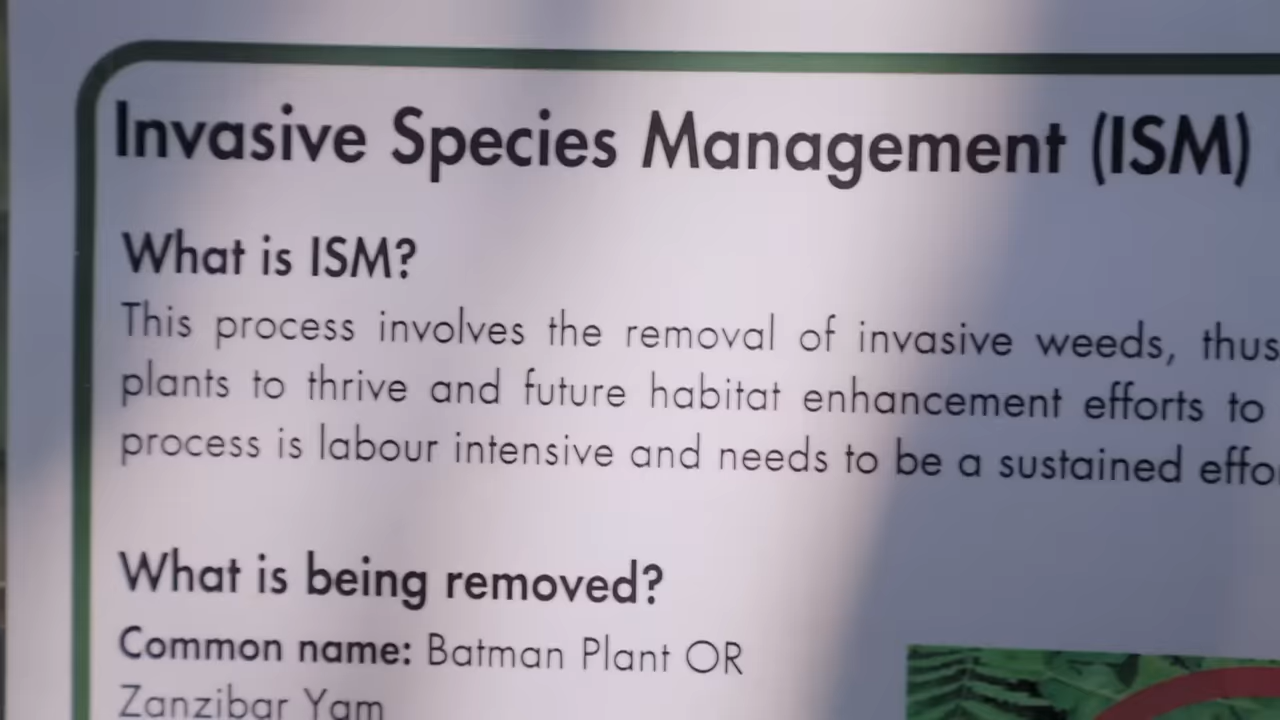 Invasive Species Management (ISM)
What is ISM?
This process involves the removal of invasive weeds, thus
plants to thrive and future habitat enhancement efforts to
process is labour intensive and needs to be a sustained effo
What is being removed?
Common name: Batman Plant OR
Zanzibar Yam